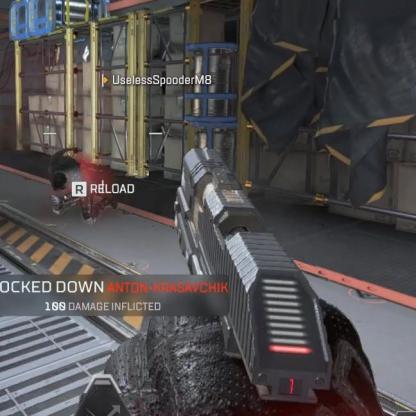 UselessSpooderM8
R RELOAD
OCKED DOWN ANTON-KRASAVCHIK
100 DAMAGE INFLICTED
1